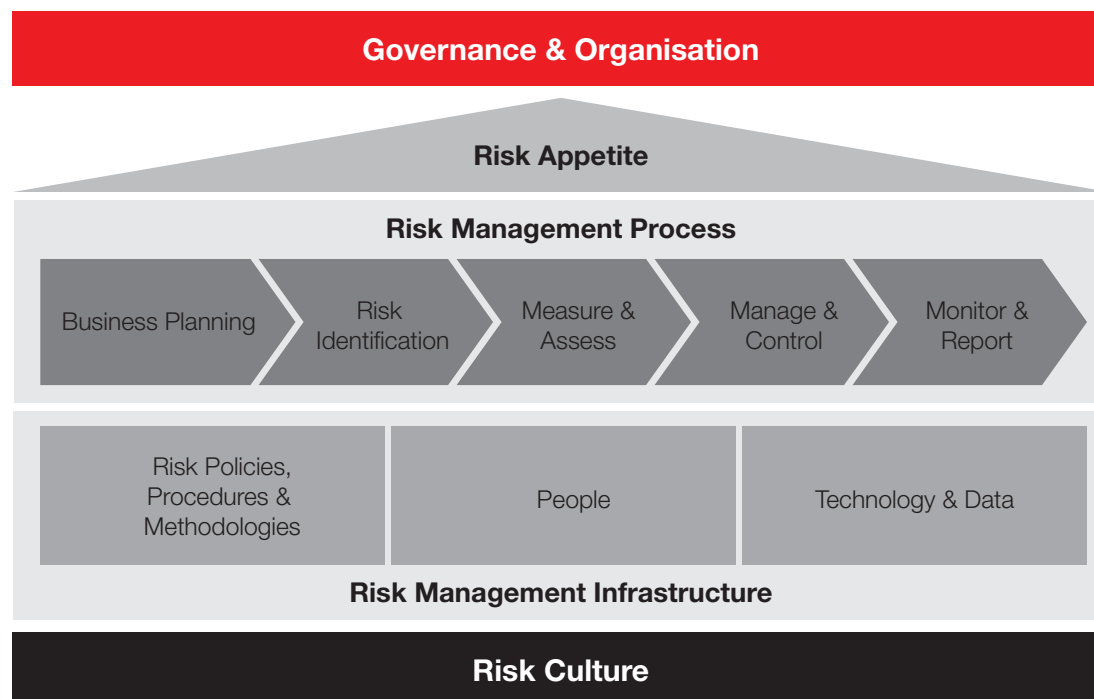 Governance & Organisation
Risk Appetite
Risk Management Process
Business Planning
Risk
Identification
Measure &
Assess
Manage &
Control
Monitor &
Report
Risk Policies,
Procedures &
Methodologies
People
Technology & Data
Risk Management Infrastructure
Risk Culture